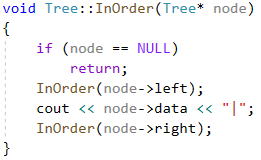 void Tree::InOrder(Tree* node)
{
    if (node == NULL)
        return;
    InOrder(node->left);
    cout << node->data << "|";
    InOrder(node->right);
}